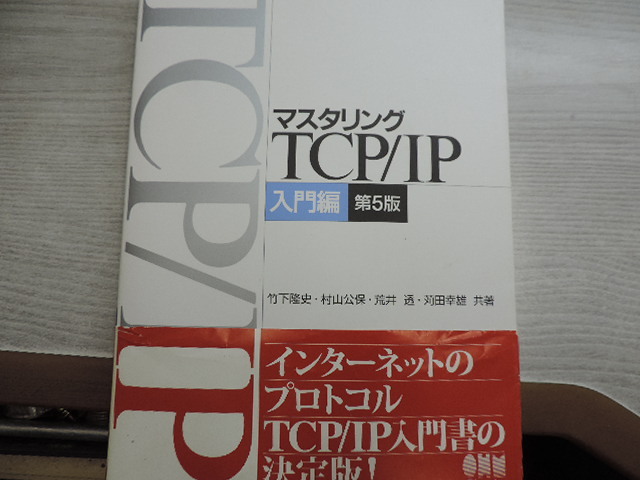 TCP/IP
マスタリング
TCP/IP
入門編 第5版
竹下隆史・村山公保・荒井 透・苅田幸雄 共著
インターネットの
プロトコル
TCP/IP入門書の
決定版!